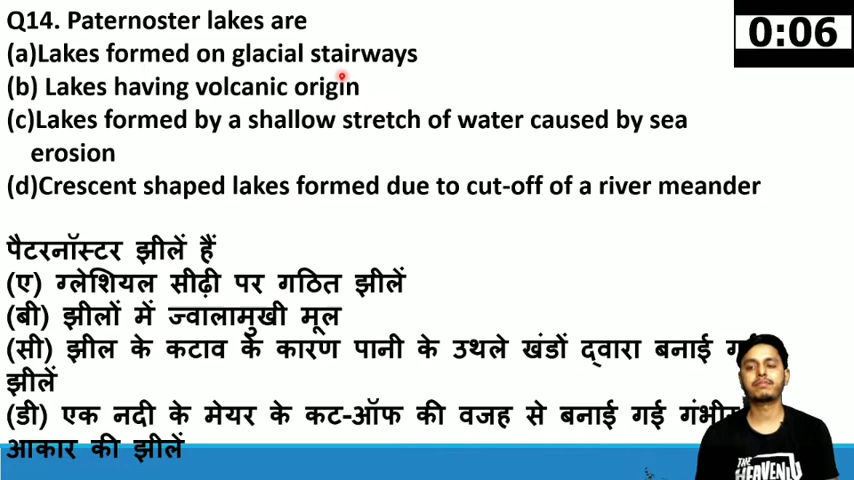 Q14. Paternoster lakes are
0:06
(a)Lakes formed on glacial stairways
(b) Lakes having volcanic origin
(c)Lakes formed by a shallow stretch of water caused by sea
erosion
(d)Crescent shaped lakes formed due to cut-off of a river meander
पैटरनॉस्टर झीलें हैं
(ए) ग्लेशियल सीढ़ी पर गठित झीलें
(बी) झीलों में ज्वालामुखी मूल
(सी) झील के कटाव के कारण पानी के उथले खंडों द्वारा बनाई
झीलें
(डी) एक नदी के मेयर के कट-ऑफ की वजह से बनाई गई
आकार की झीलें
THE
HEAVENLY